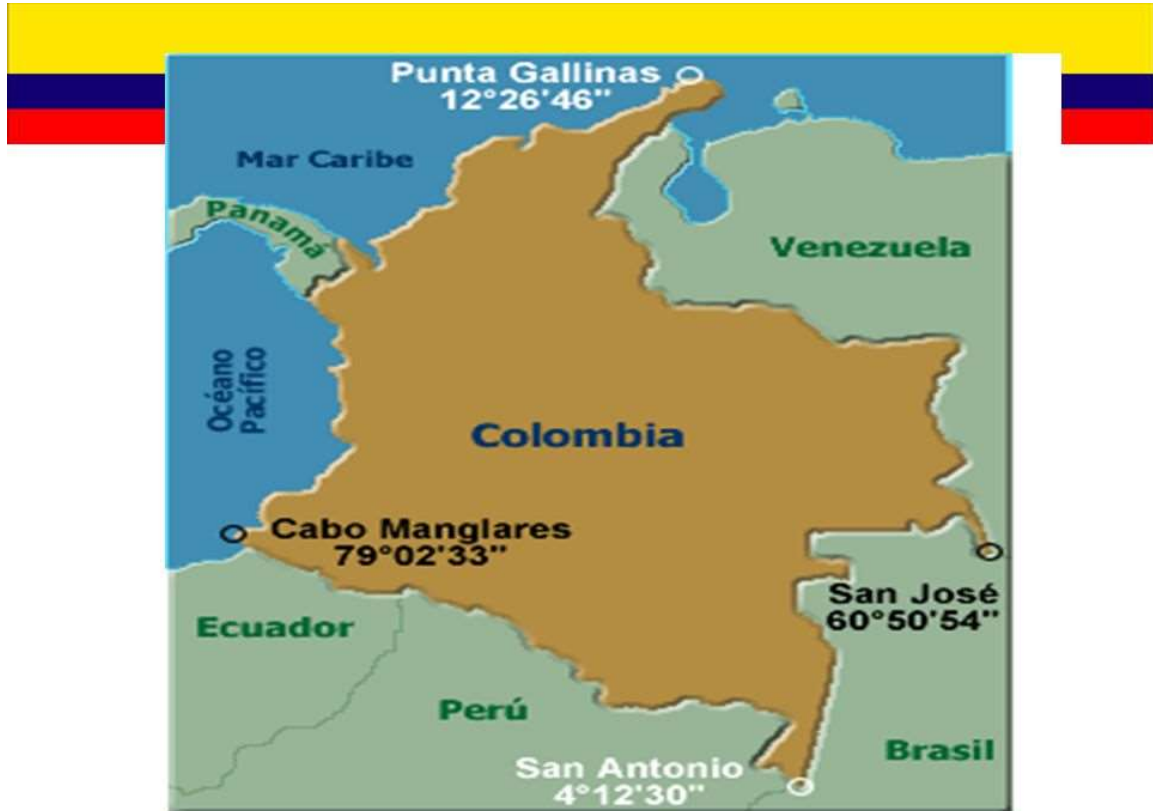 Punta Gallinas
12°26'46"
Mar Caribe
Panamá
Venezuela
Océano
Pacífico
Colombia
Cabo Manglares
79°02'33"
San José
60°50'54"
Ecuador
Perú
Brasil
San Antonio
4°12'30"